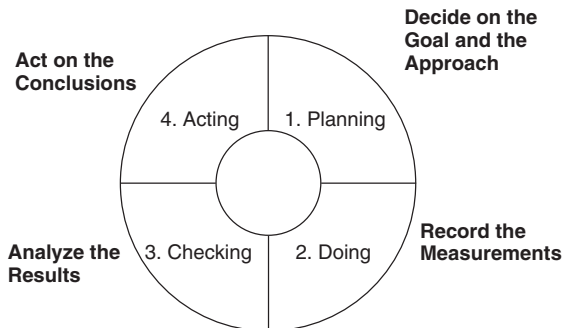 Decide on the
Goal and the
Approach
Act on the
Conclusions
4. Acting
1. Planning
Record the
Measurements
Analyze the
Results
3. Checking
2. Doing